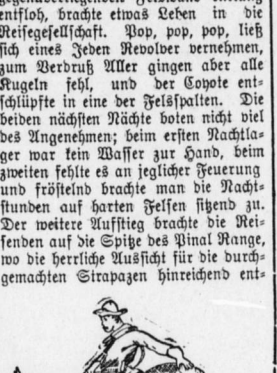 entfloh, brachte etwas Leben in die
Reisegesellschaft. Pop, pop, pop, ließ
sich eines Jeden Revolver vernehmen,
zum Verdruß Aller gingen aber alle
Kugeln fehl, und der Coyote ent-
schlüpfte in eine der Felsspalten. Die
beiden nächsten Nächte boten nicht viel
des Angenehmen; beim ersten Nachtla-
ger war kein Wasser zur Hand, beim
zweiten fehlte es an jeglicher Feuerung
und fröstelnd brachte man die Nacht-
stunden auf harten Felsen sitzend zu.
Der weitere Aufstieg brachte die Rei-
senden auf die Spitze des Pinal Range,
wo die herrliche Aussicht für die durch-
gemachten Strapazen hinreichend ent-